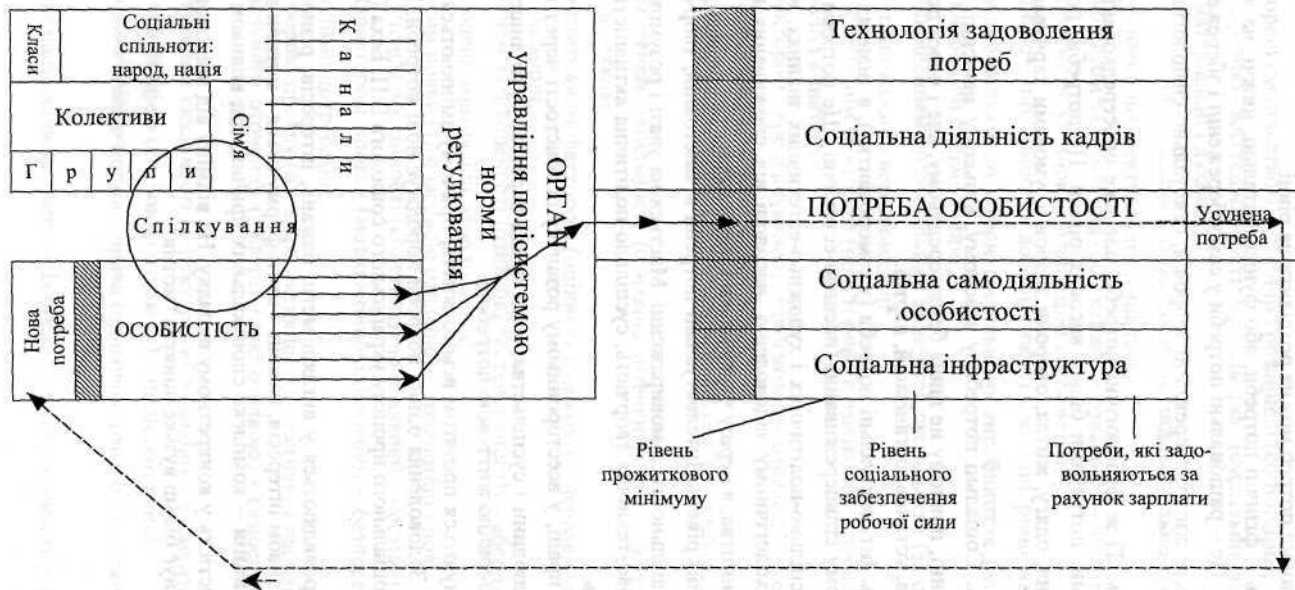 Класи
Соціальні
спільноти:
народ, нація
Колективи
Сім'я
Г р у п и
Канали
Спілкування
Нова
потреба
ОСОБИСТІСТЬ
ОРГАН
управління полісистемою
норми
регулювання
Технологія задоволення
потреб
Соціальна діяльність кадрів
ПОТРЕБА ОСОБИСТОСТІ
Усунена
потреба
Соціальна самодіяльність
особистості
Соціальна інфраструктура
Рівень
прожиткового
мінімуму
Рівень
соціального
забезпечення
робочої сили
Потреби, які задо-
вольняються за
рахунок зарплати